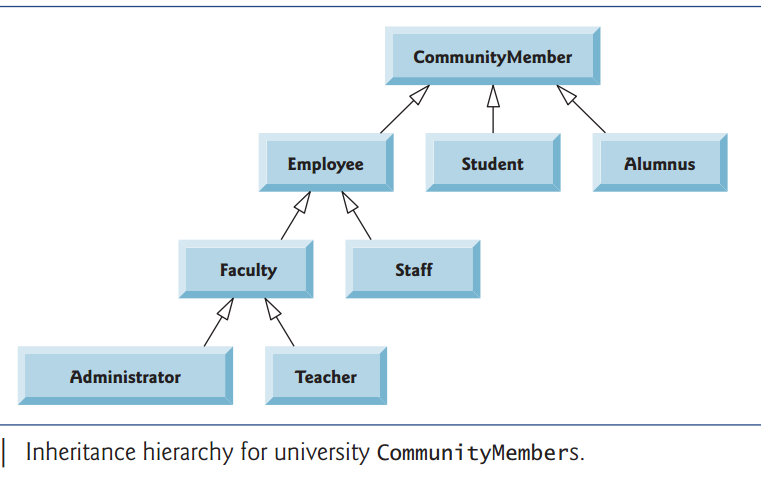 CommunityMember
Employee Student Alumnus
Faculty Staff
Administrator Teacher
Inheritance hierarchy for university CommunityMembers.